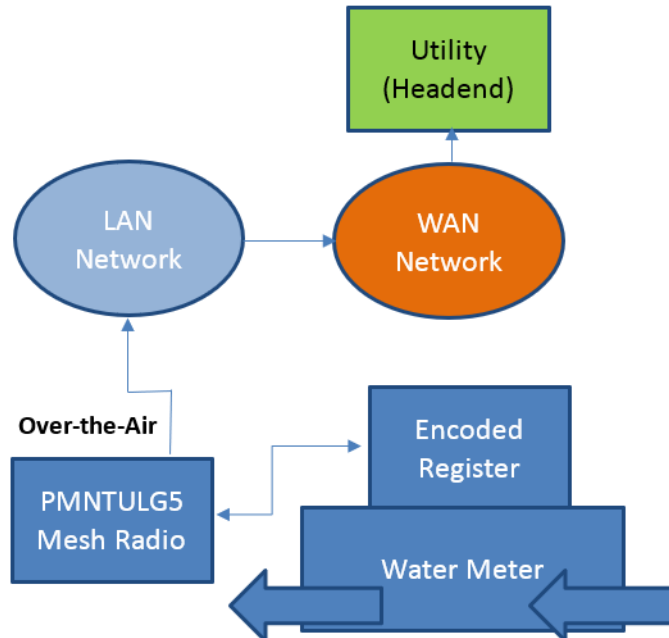 Utility
(Headend)
LAN
Network
WAN
Network
Over-the-Air
PMNTULG5
Mesh Radio
Encoded
Register
Water Meter